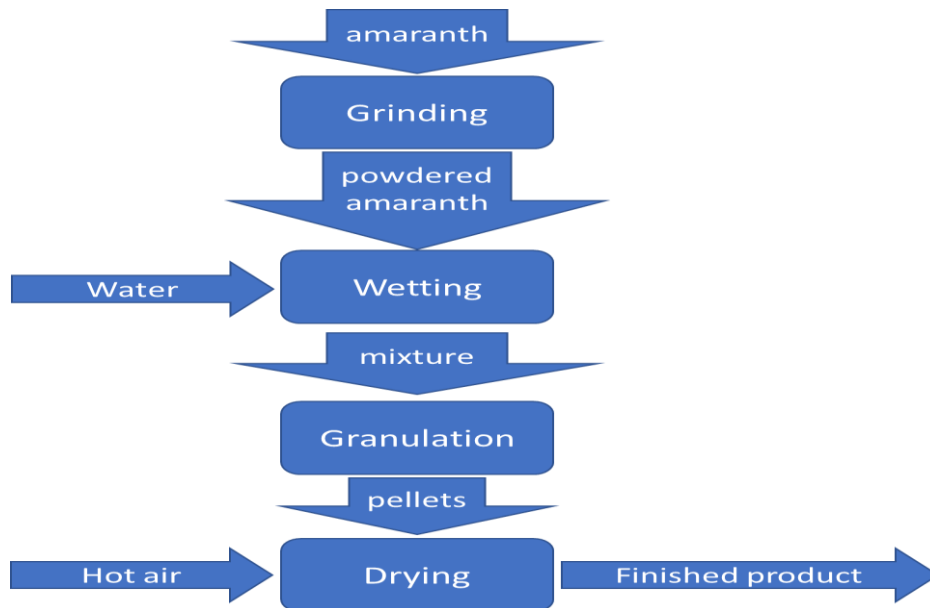 amaranth
Grinding
powdered
amaranth
Water
Wetting
mixture
Granulation
pellets
Hot air
Drying
Finished product